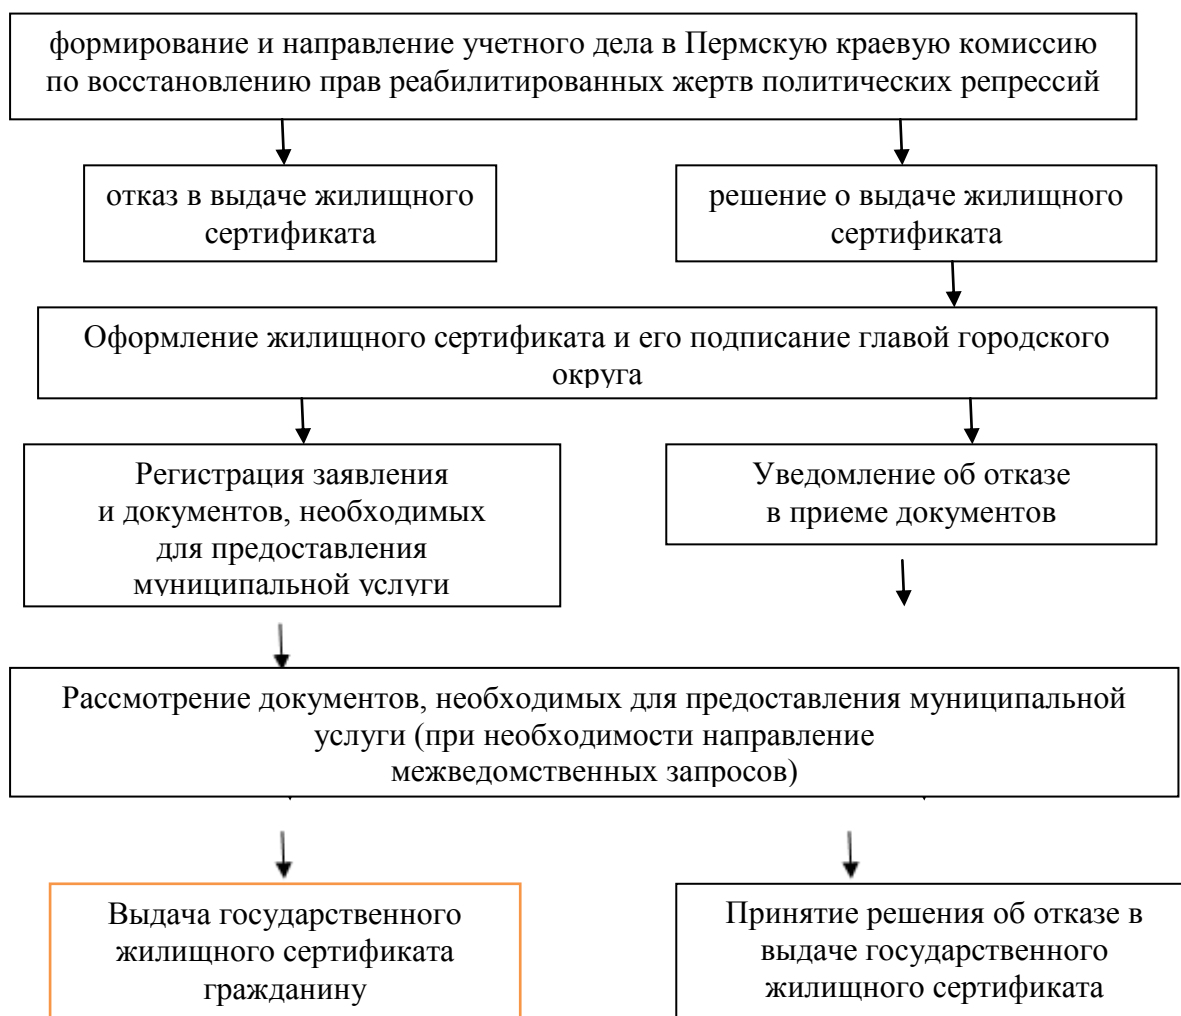 формирование и направление учетного дела в Пермскую краевую комиссию
по восстановлению прав реабилитированных жертв политических репрессий
отказ в выдаче жилищного
сертификата
решение о выдаче жилищного
сертификата
Оформление жилищного сертификата и его подписание главой городского
округа
Регистрация заявления
и документов, необходимых
для предоставления
муниципальной услуги
Уведомление об отказе
в приеме документов
Рассмотрение документов, необходимых для предоставления муниципальной
услуги (при необходимости направление
межведомственных запросов)
Выдача государственного
жилищного сертификата
гражданину
Принятие решения об отказе в
выдаче государственного
жилищного сертификата